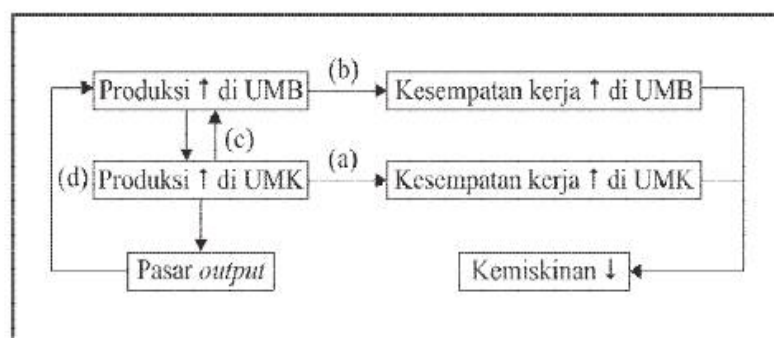 (b)
Produksi ↑ di UMB
Kesempatan kerja ↑ di UMB
(c)
(a)
(d)
Produksi ↑ di UMK
Kesempatan kerja ↑ di UMK
Pasar output
Kemiskinan ↓